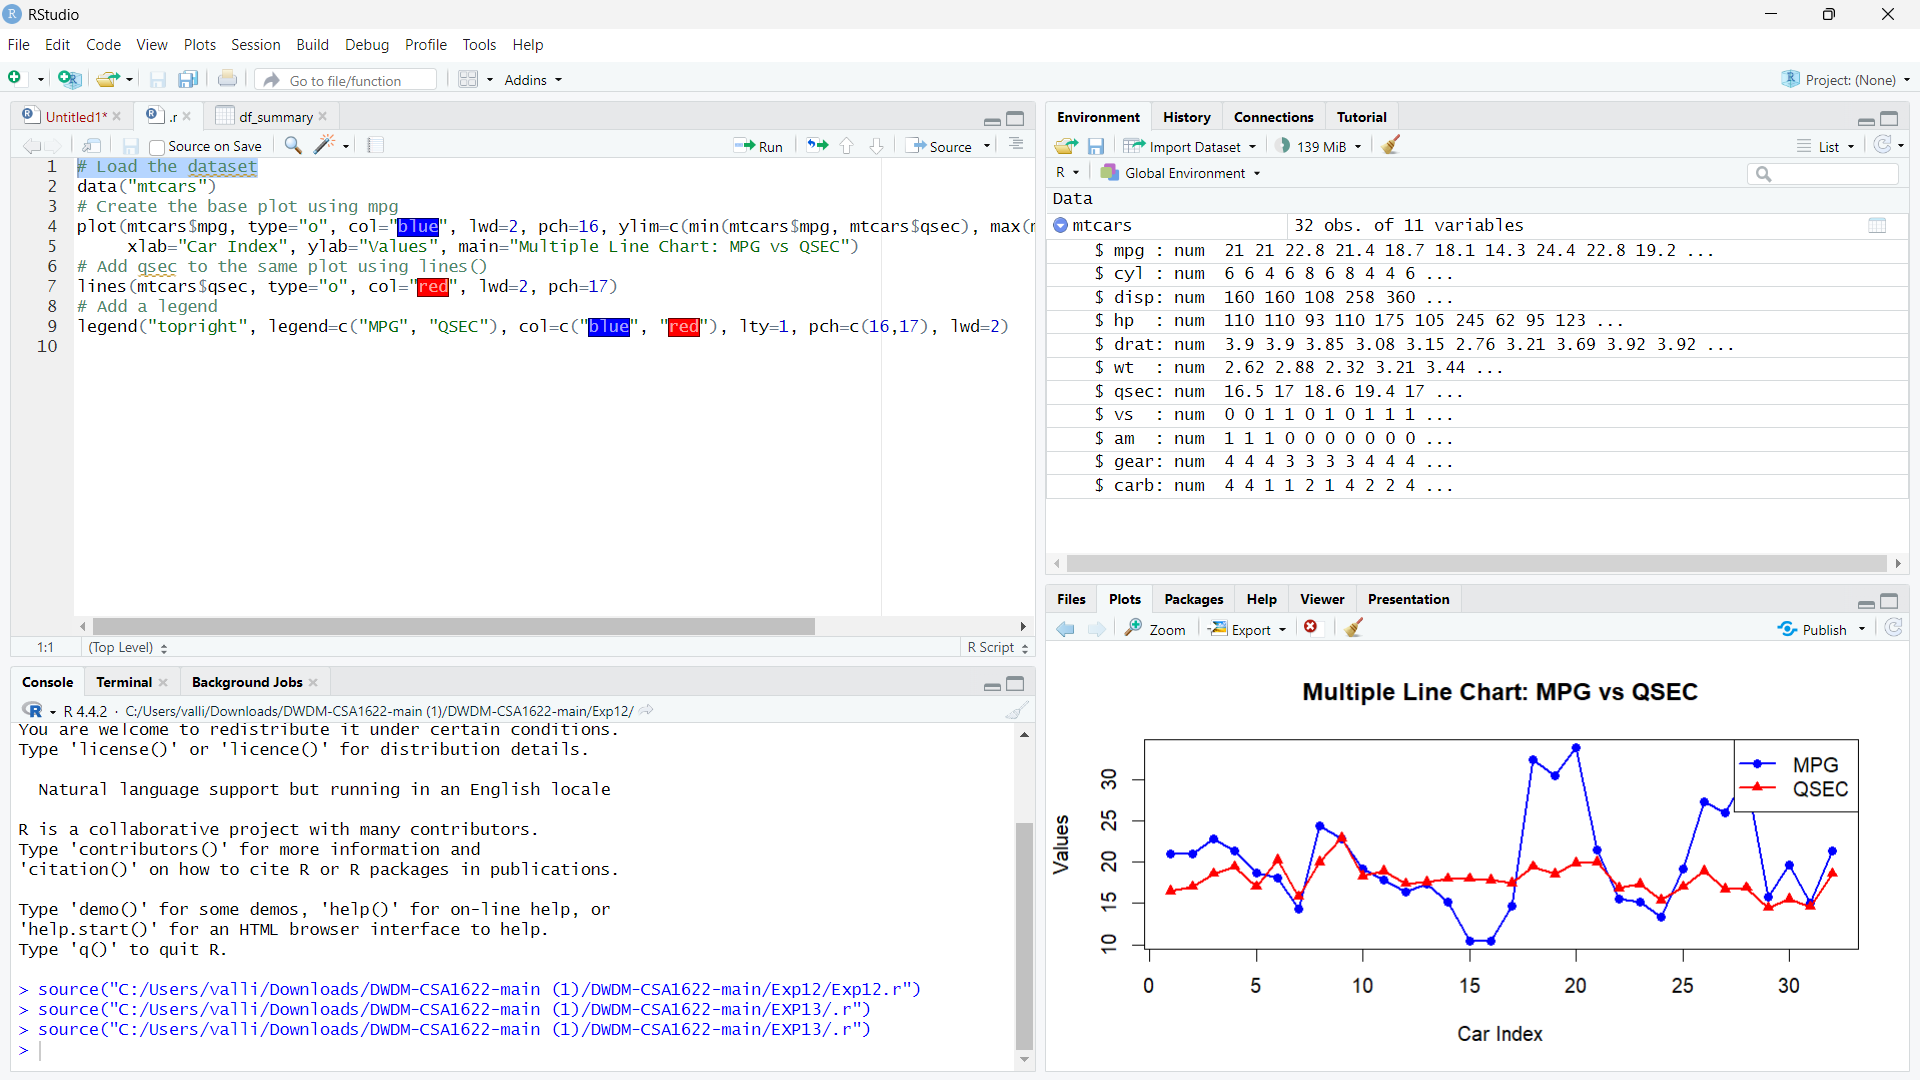 RStudio
File Edit Code View Plots Session Build Debug Profile Tools Help
Go to file/function Addins Project: (None)
Untitled1* .r df_summary
Source on Save Run Source
1 # Load the dataset
2 data("mtcars")
3 # Create the base plot using mpg
4 plot(mtcars$mpg, type="o", col="blue", lwd=2, pch=16, ylim=c(min(mtcars$mpg, mtcars$qsec), max(
5 xlab="Car Index", ylab="Values", main="Multiple Line Chart: MPG vs QSEC")
6 # Add qsec to the same plot using lines()
7 lines(mtcars$qsec, type="o", col="red", lwd=2, pch=17)
8 # Add a legend
9 legend("topright", legend=c("MPG", "QSEC"), col=c("blue", "red"), lty=1, pch=c(16,17), lwd=2)
10
1:1 (Top Level) R Script
Console Terminal Background Jobs
R 4.4.2 · C:/Users/valli/Downloads/DWDM-CSA1622-main (1)/DWDM-CSA1622-main/Exp12/
You are welcome to redistribute it under certain conditions.
Type 'license()' or 'licence()' for distribution details.
Natural language support but running in an English locale
R is a collaborative project with many contributors.
Type 'contributors()' for more information and
'citation()' on how to cite R or R packages in publications.
Type 'demo()' for some demos, 'help()' for on-line help, or
'help.start()' for an HTML browser interface to help.
Type 'q()' to quit R.
> source("C:/Users/valli/Downloads/DWDM-CSA1622-main (1)/DWDM-CSA1622-main/Exp12/Exp12.r")
> source("C:/Users/valli/Downloads/DWDM-CSA1622-main (1)/DWDM-CSA1622-main/EXP13/.r")
> source("C:/Users/valli/Downloads/DWDM-CSA1622-main (1)/DWDM-CSA1622-main/EXP13/.r")
>
Environment History Connections Tutorial
Import Dataset 139 MiB List
R Global Environment
Data
mtcars 32 obs. of 11 variables
$ mpg : num 21 21 22.8 21.4 18.7 18.1 14.3 24.4 22.8 19.2 ...
$ cyl : num 6 6 4 6 8 6 8 4 4 6 ...
$ disp: num 160 160 108 258 360 ...
$ hp : num 110 110 93 110 175 105 245 62 95 123 ...
$ drat: num 3.9 3.9 3.85 3.08 3.15 2.76 3.21 3.69 3.92 3.92 ...
$ wt : num 2.62 2.88 2.32 3.21 3.44 ...
$ qsec: num 16.5 17 18.6 19.4 17 ...
$ vs : num 0 0 1 1 0 1 0 1 1 1 ...
$ am : num 1 1 1 0 0 0 0 0 0 0 ...
$ gear: num 4 4 4 3 3 3 3 4 4 4 ...
$ carb: num 4 4 1 1 2 1 4 2 2 4 ...
Files Plots Packages Help Viewer Presentation
Zoom Export Publish
Multiple Line Chart: MPG vs QSEC
MPG
QSEC
Values
30
25
20
15
10
0 5 10 15 20 25 30
Car Index